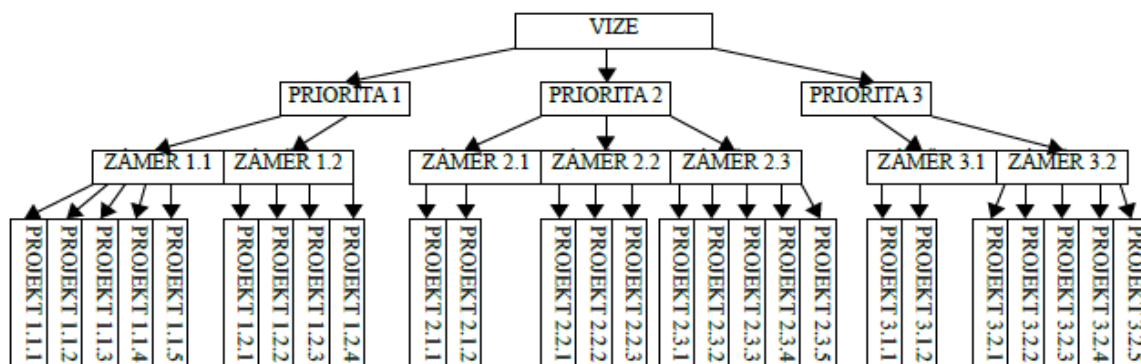 VIZE
PRIORITA 1
PRIORITA 2
PRIORITA 3
ZÁMĚR 1.1
ZÁMĚR 1.2
ZÁMĚR 2.1
ZÁMĚR 2.2
ZÁMĚR 2.3
ZÁMĚR 3.1
ZÁMĚR 3.2
PROJEKT 1.1.1
PROJEKT 1.1.2
PROJEKT 1.1.3
PROJEKT 1.1.4
PROJEKT 1.1.5
PROJEKT 1.2.1
PROJEKT 1.2.2
PROJEKT 1.2.3
PROJEKT 1.2.4
PROJEKT 2.1.1
PROJEKT 2.1.2
PROJEKT 2.2.1
PROJEKT 2.2.2
PROJEKT 2.2.3
PROJEKT 2.3.1
PROJEKT 2.3.2
PROJEKT 2.3.3
PROJEKT 2.3.4
PROJEKT 2.3.5
PROJEKT 3.1.1
PROJEKT 3.1.2
PROJEKT 3.2.1
PROJEKT 3.2.2
PROJEKT 3.2.3
PROJEKT 3.2.4
PROJEKT 3.2.5